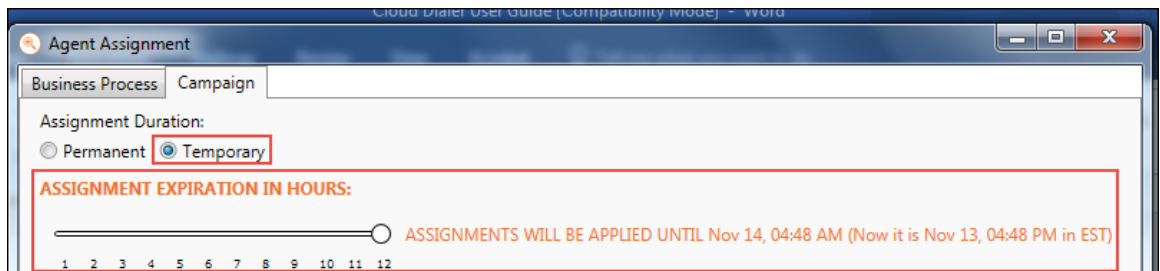 Cloud Dialer User Guide [Compatibility Mode] - Word
Agent Assignment
Business Process Campaign
Assignment Duration:
Permanent Temporary
ASSIGNMENT EXPIRATION IN HOURS:
ASSIGNMENTS WILL BE APPLIED UNTIL Nov 14, 04:48 AM (Now it is Nov 13, 04:48 PM in EST)
1 2 3 4 5 6 7 8 9 10 11 12